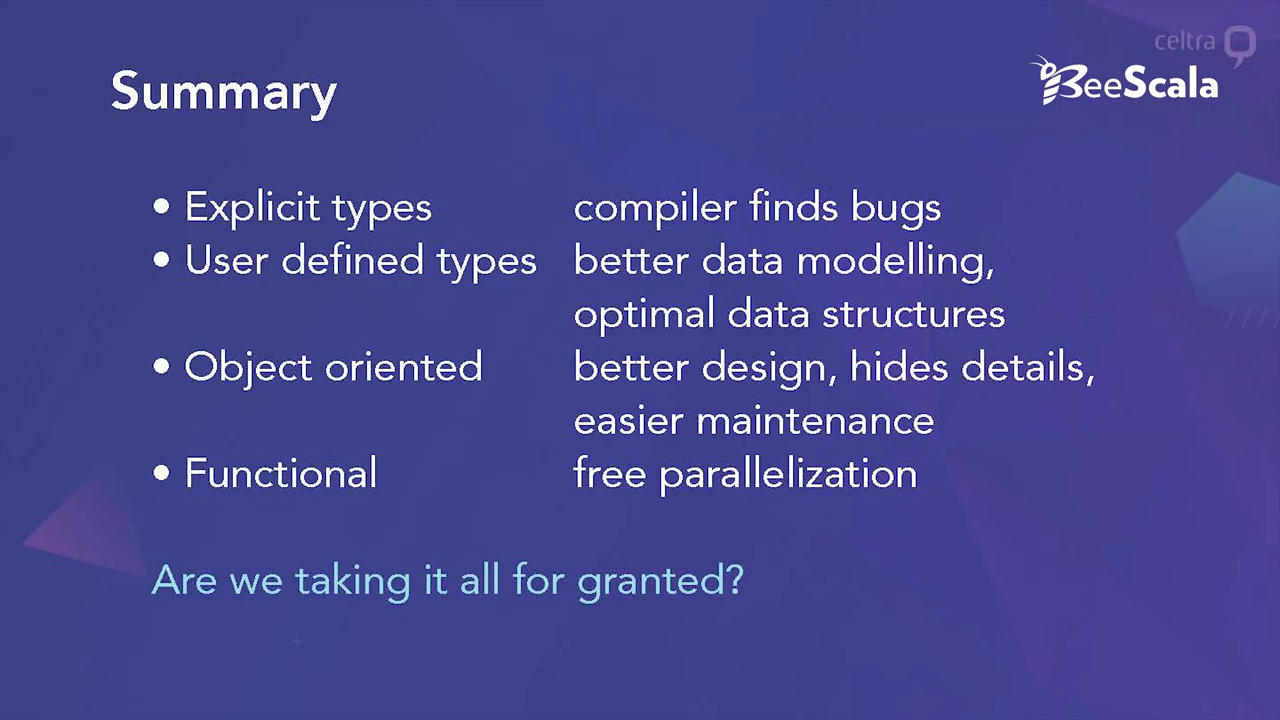 celtra
BeeScala
Summary
• Explicit types compiler finds bugs
• User defined types better data modelling,
optimal data structures
• Object oriented better design, hides details,
easier maintenance
• Functional free parallelization
Are we taking it all for granted?